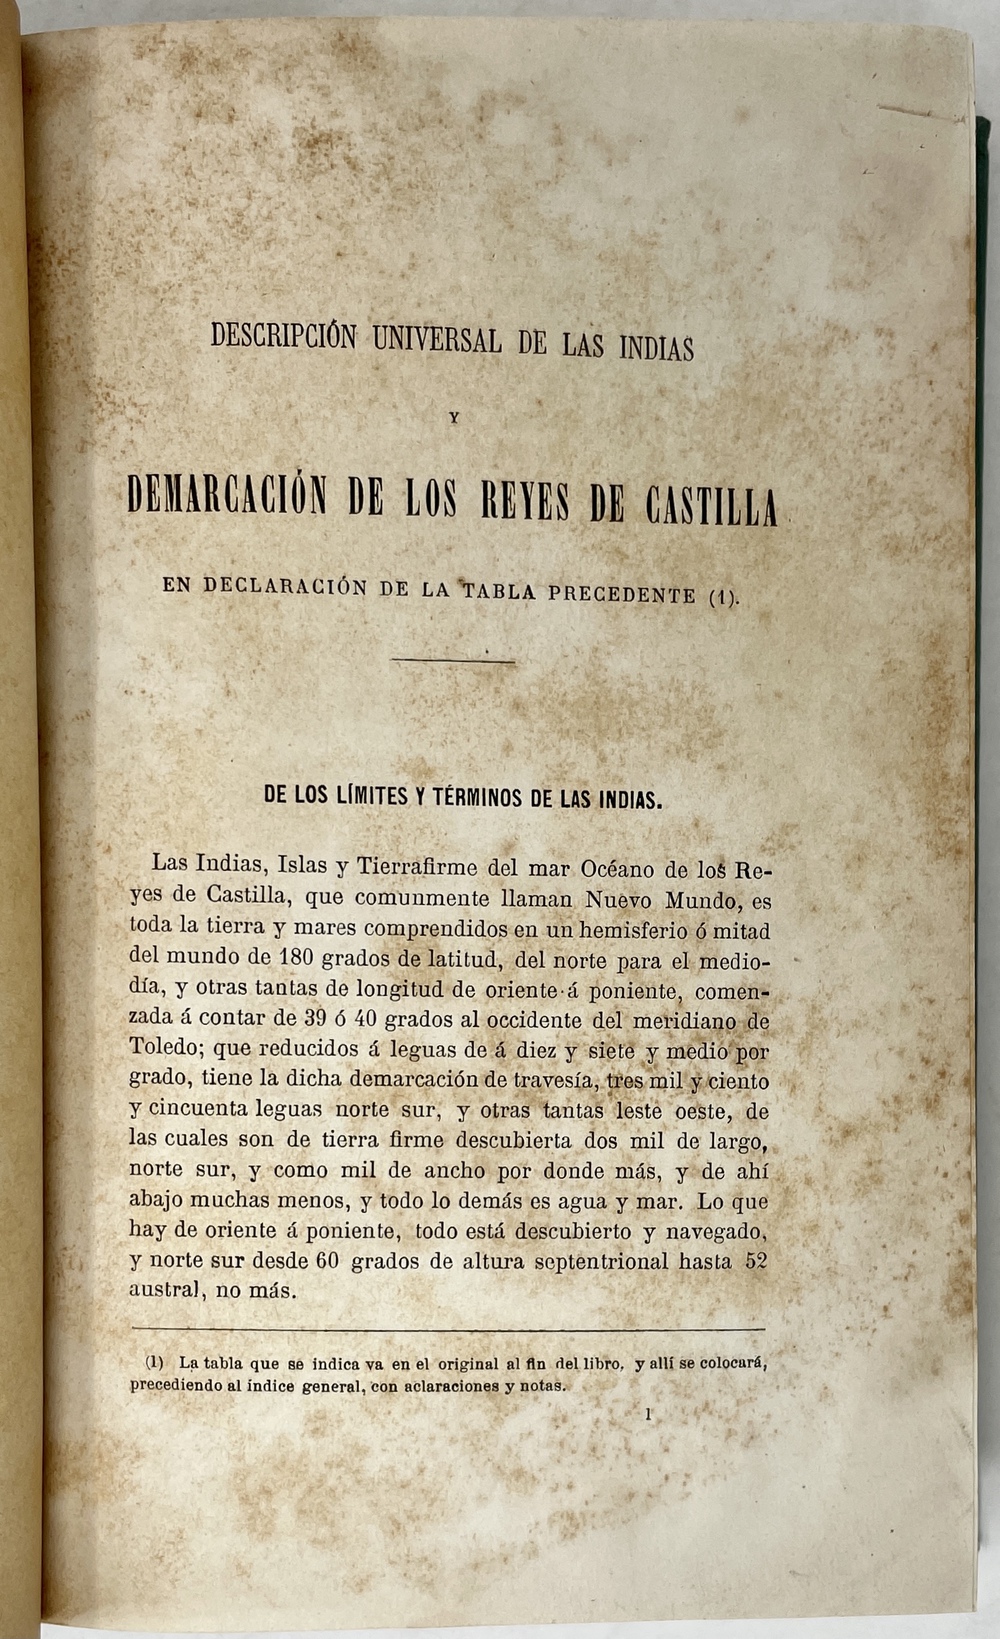 DESCRIPCIÓN UNIVERSAL DE LAS INDIAS
Y
DEMARCACIÓN DE LOS REYES DE CASTILLA
EN DECLARACIÓN DE LA TABLA PRECEDENTE (1).
DE LOS LÍMITES Y TÉRMINOS DE LAS INDIAS.
Las Indias, Islas y Tierrafirme del mar Océano de los Re-
yes de Castilla, que comunmente llaman Nuevo Mundo, es
toda la tierra y mares comprendidos en un hemisferio ó mitad
del mundo de 180 grados de latitud, del norte para el medio-
día, y otras tantas de longitud de oriente á poniente, comen-
zada á contar de 39 ó 40 grados al occidente del meridiano de
Toledo; que reducidos á leguas de á diez y siete y medio por
grado, tiene la dicha demarcación de travesía, tres mil y ciento
y cincuenta leguas norte sur, y otras tantas leste oeste, de
las cuales son de tierra firme descubierta dos mil de largo,
norte sur, y como mil de ancho por donde más, y de ahí
abajo muchas menos, y todo lo demás es agua y mar. Lo que
hay de oriente á poniente, todo está descubierto y navegado,
y norte sur desde 60 grados de altura septentrional hasta 52
austral, no más.
(1) La tabla que se indica va en el original al fin del libro, y allí se colocará,
precediendo al índice general, con aclaraciones y notas.
1